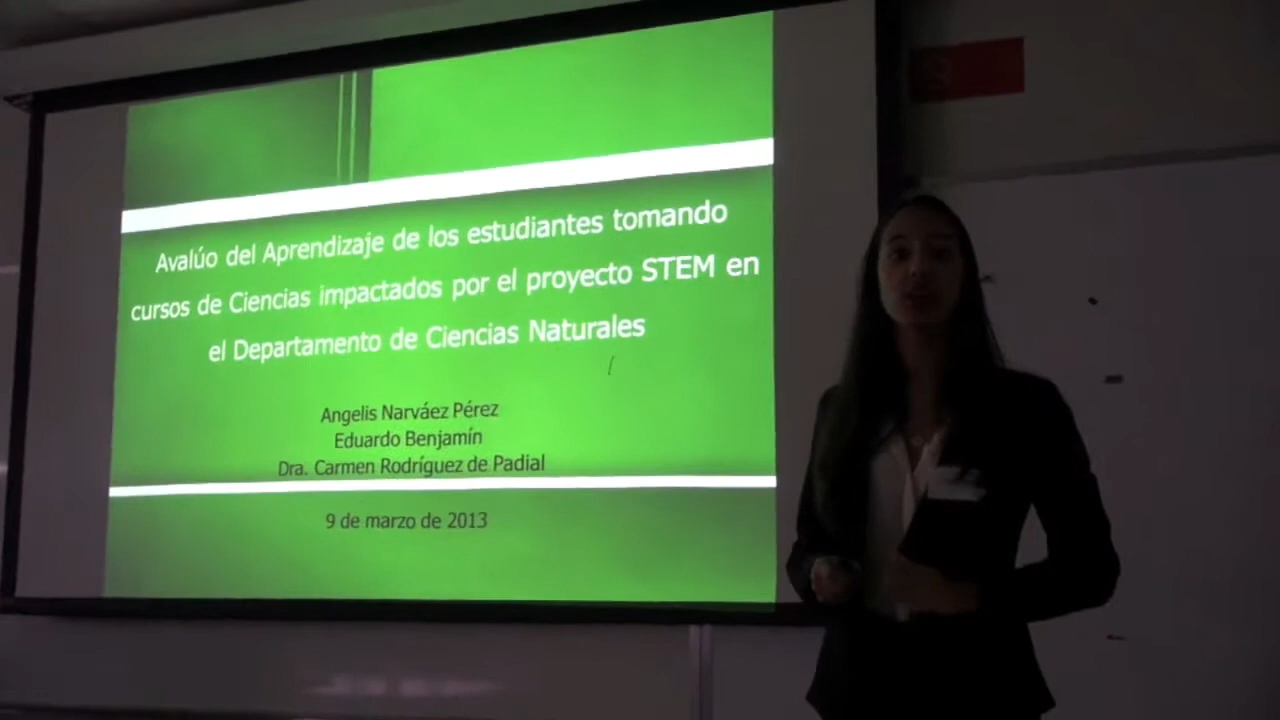 Avalúo del Aprendizaje de los estudiantes tomando
cursos de Ciencias impactados por el proyecto STEM en
el Departamento de Ciencias Naturales
Angelis Narváez Pérez
Eduardo Benjamín
Dra. Carmen Rodríguez de Padial
9 de marzo de 2013